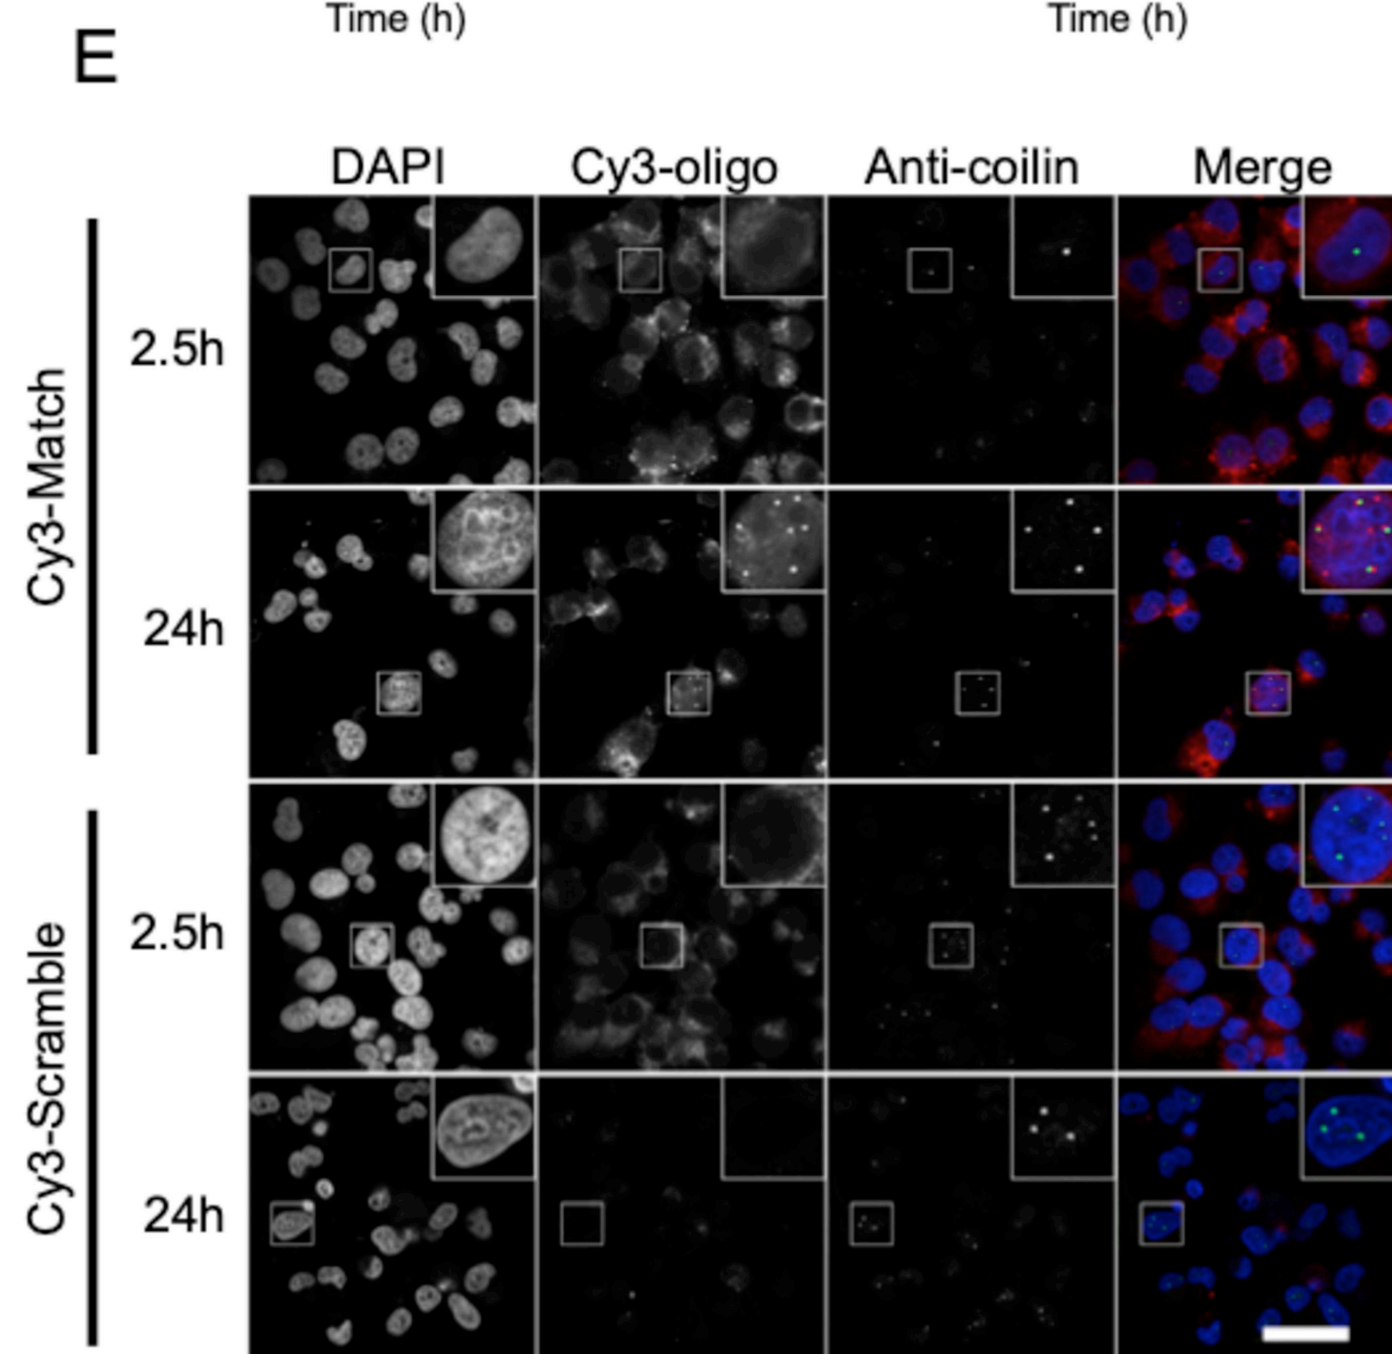 Time (h) Time (h)
E
DAPI Cy3-oligo Anti-coilin Merge
Cy3-Match
2.5h
24h
Cy3-Scramble
2.5h
24h